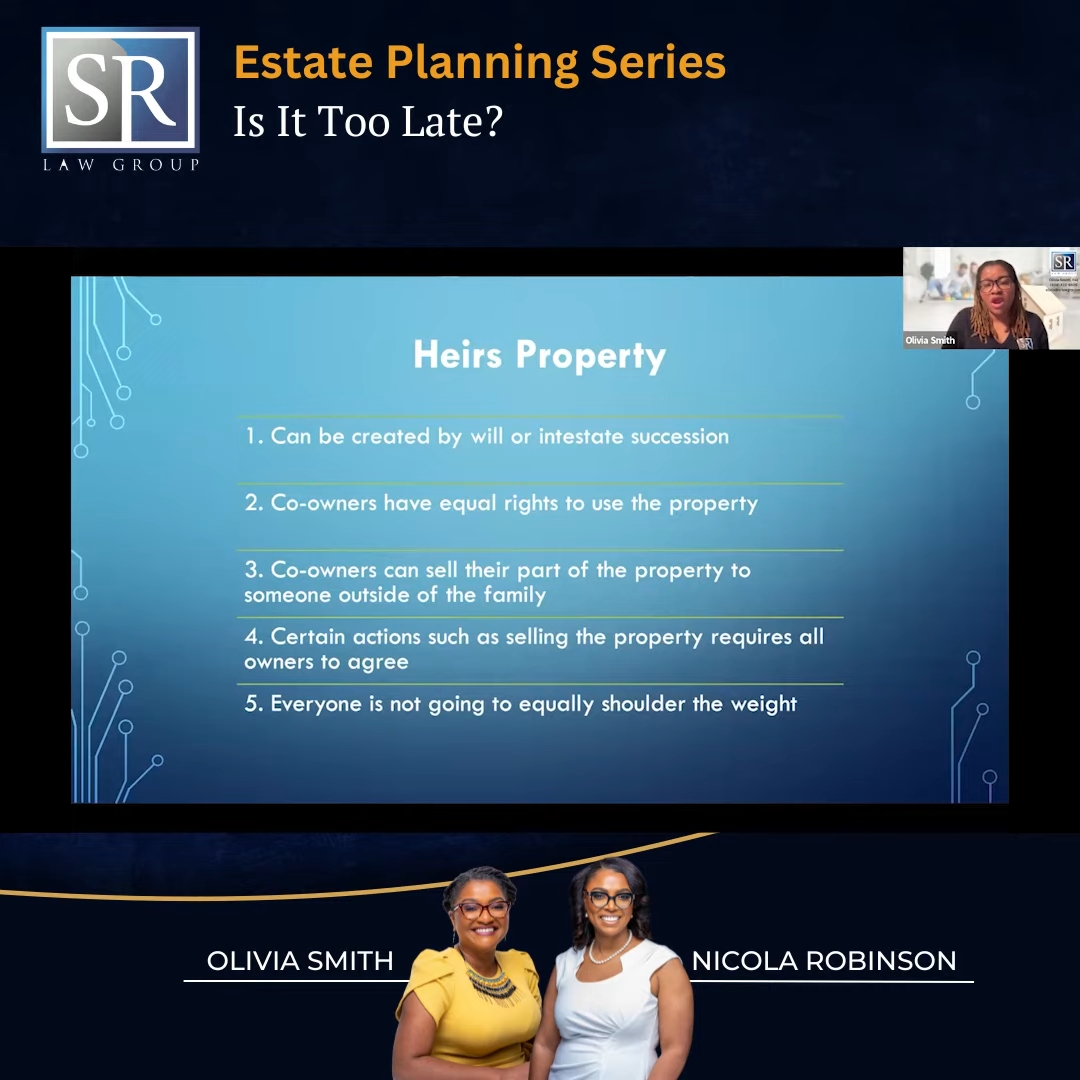 SR
LAW GROUP
Estate Planning Series
Is It Too Late?
SR
Olivia Smith
Heirs Property
1. Can be created by will or intestate succession
2. Co-owners have equal rights to use the property
3. Co-owners can sell their part of the property to
someone outside of the family
4. Certain actions such as selling the property requires all
owners to agree
5. Everyone is not going to equally shoulder the weight
OLIVIA SMITH
NICOLA ROBINSON